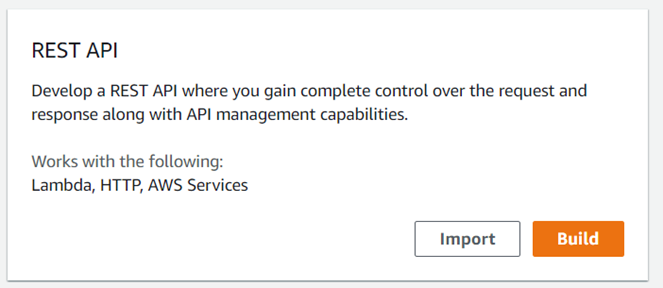 REST API
Develop a REST API where you gain complete control over the request and
response along with API management capabilities.
Works with the following:
Lambda, HTTP, AWS Services
Import
Build